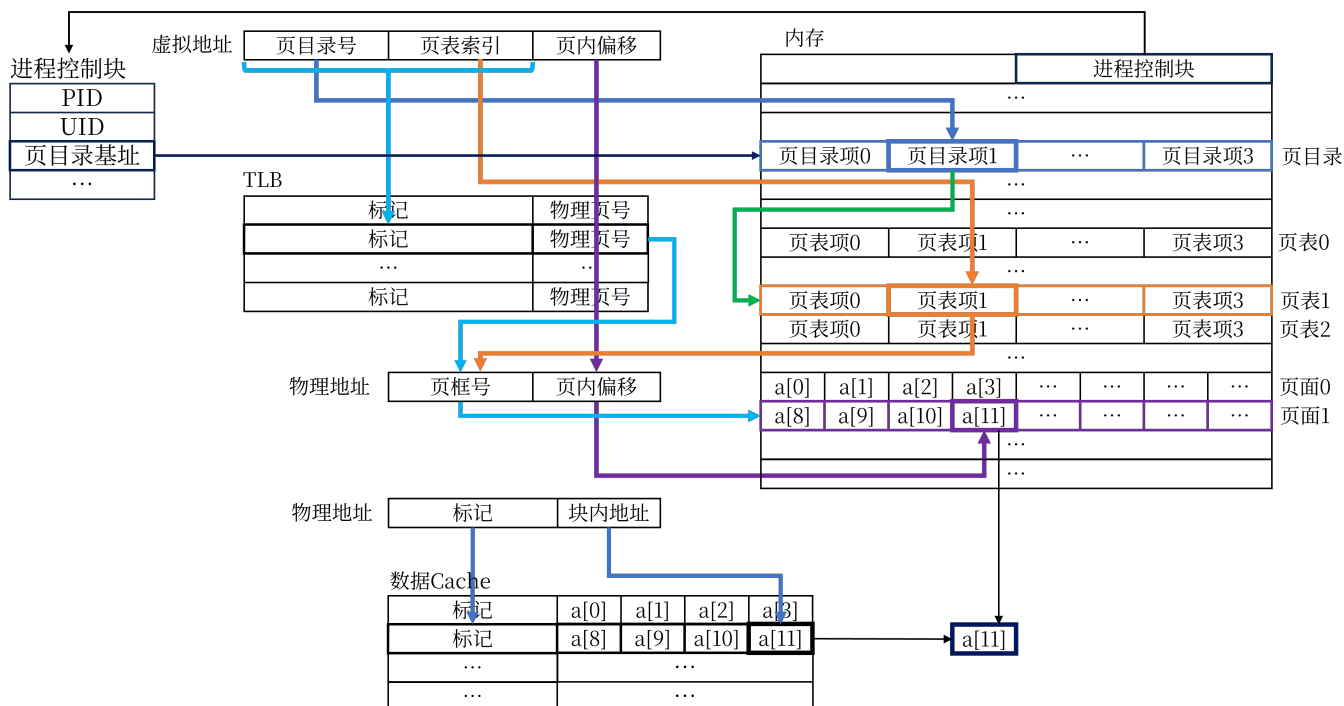 虚拟地址 页目录号 页表索引 页内偏移
内存
进程控制块
进程控制块
PID
…
UID
页目录基址
页目录项0 页目录项1 … 页目录项3 页目录
…
…
TLB
标记 物理页号
…
标记 物理页号
页表项0 页表项1 … 页表项3 页表0
… …
…
标记 物理页号
页表项0 页表项1 … 页表项3 页表1
页表项0 页表项1 … 页表项3 页表2
…
物理地址 页框号 页内偏移
a[0] a[1] a[2] a[3] … … … … 页面0
a[8] a[9] a[10] a[11] … … … … 页面1
…
…
物理地址 标记 块内地址
数据Cache
标记 a[0] a[1] a[2] a[3]
标记 a[8] a[9] a[10] a[11]
a[11]
… …
… …